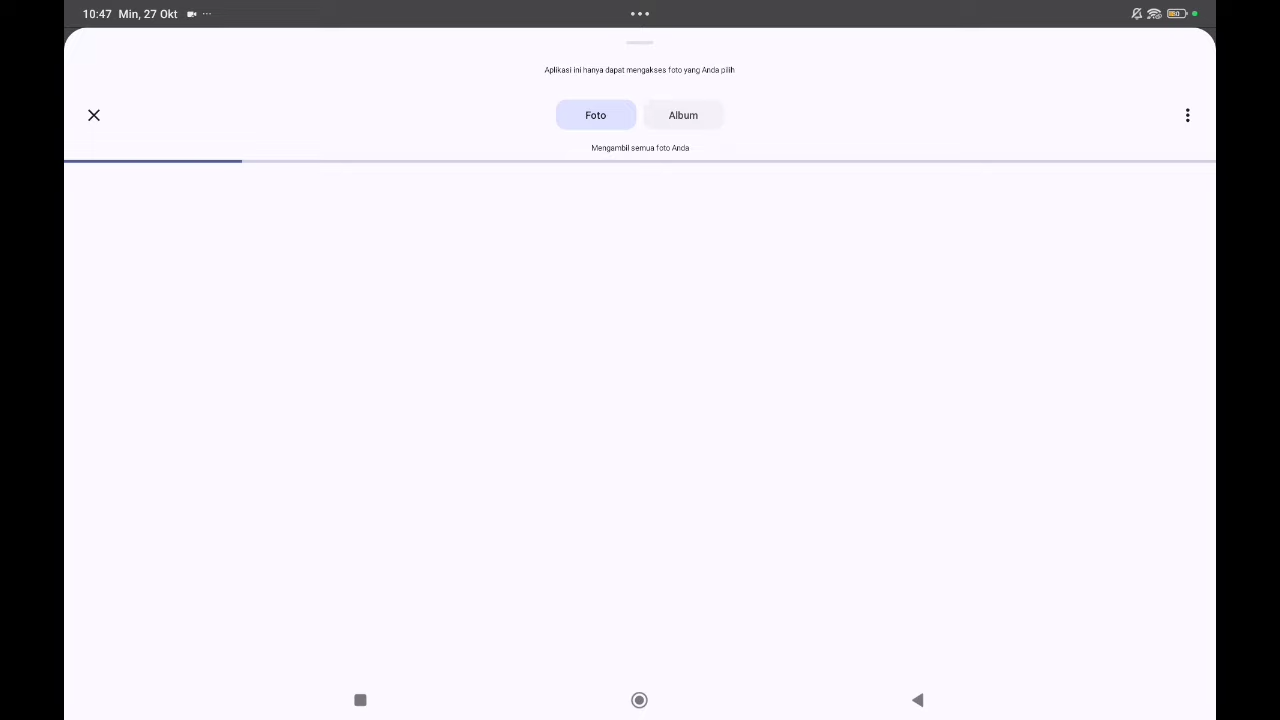 10:47 Min, 27 Okt
Aplikasi ini hanya dapat mengakses foto yang Anda pilih
Foto Album
Mengambil semua foto Anda